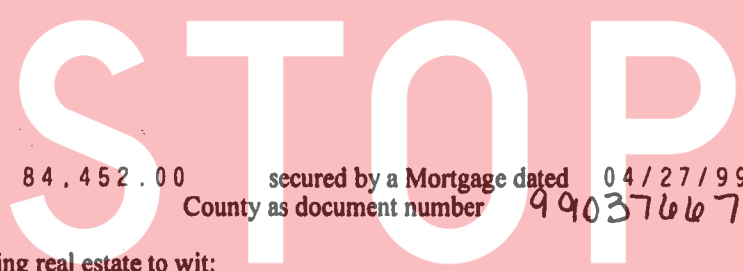 STOP
84,452.00 secured by a Mortgage dated 04/27/99
County as document number 99037667
ing real estate to wit: